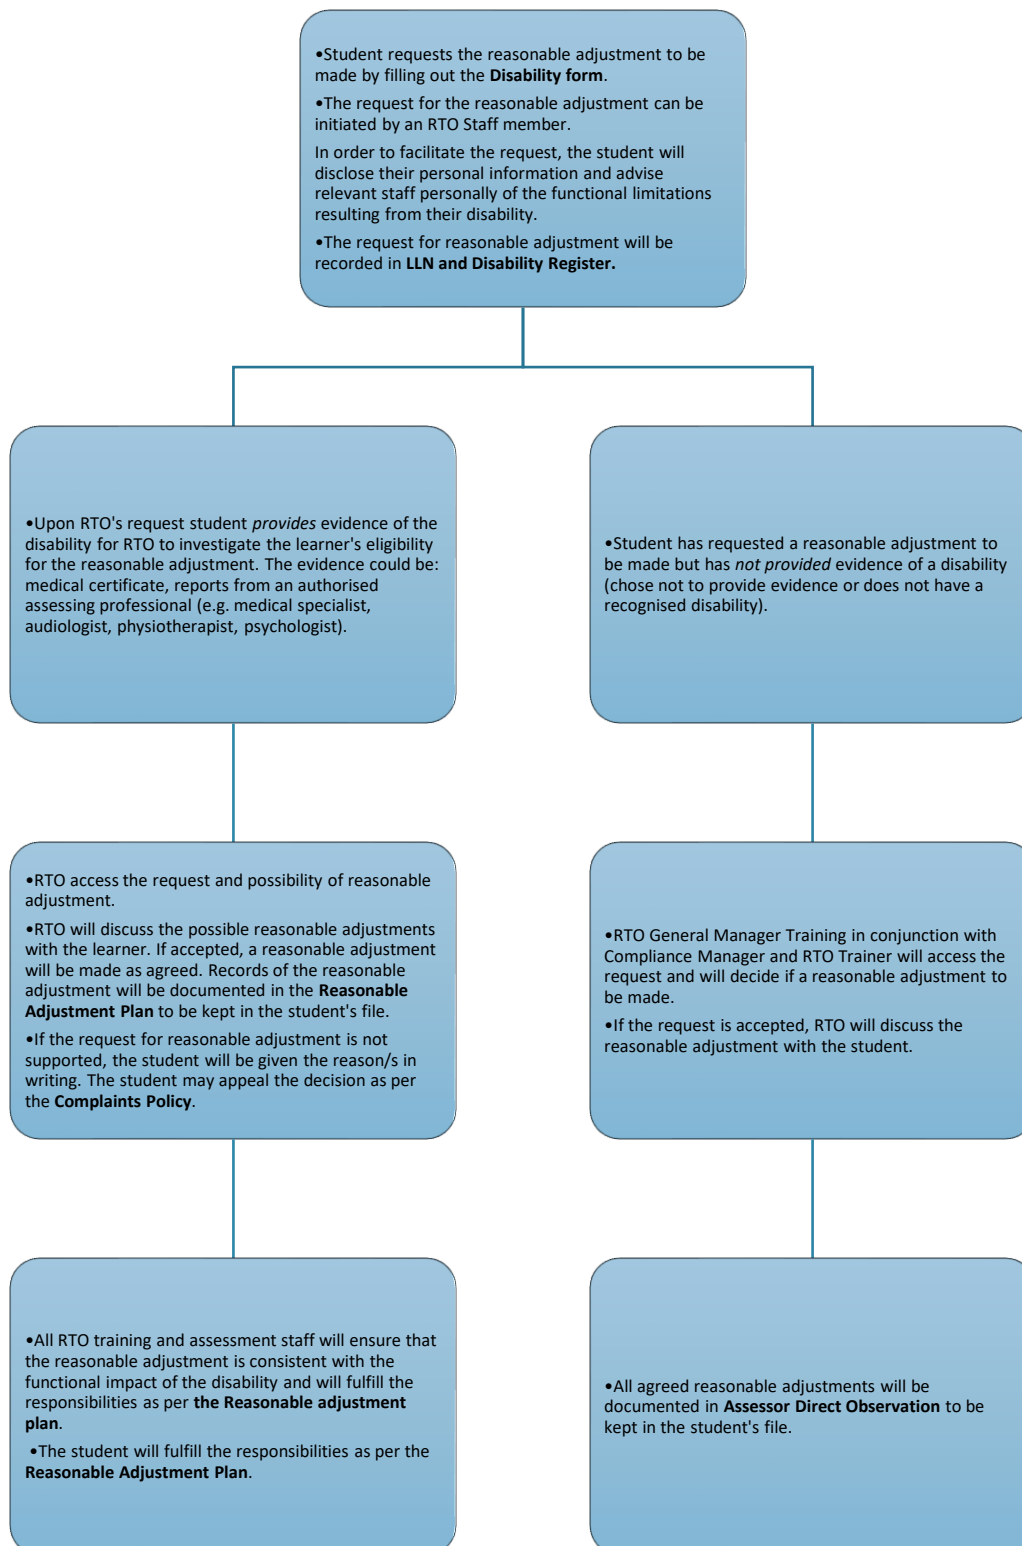 •Student requests the reasonable adjustment to be
made by filling out the Disability form.
•The request for the reasonable adjustment can be
initiated by an RTO Staff member.
In order to facilitate the request, the student will
disclose their personal information and advise
relevant staff personally of the functional limitations
resulting from their disability.
•The request for reasonable adjustment will be
recorded in LLN and Disability Register.
•Upon RTO's request student provides evidence of the
disability for RTO to investigate the learner's eligibility
for the reasonable adjustment. The evidence could be:
medical certificate, reports from an authorised
assessing professional (e.g. medical specialist,
audiologist, physiotherapist, psychologist).
•Student has requested a reasonable adjustment to
be made but has not provided evidence of a disability
(chose not to provide evidence or does not have a
recognised disability).
•RTO access the request and possibility of reasonable
adjustment.
•RTO will discuss the possible reasonable adjustments
with the learner. If accepted, a reasonable adjustment
will be made as agreed. Records of the reasonable
adjustment will be documented in the Reasonable
Adjustment Plan to be kept in the student's file.
•If the request for reasonable adjustment is not
supported, the student will be given the reason/s in
writing. The student may appeal the decision as per
the Complaints Policy.
•RTO General Manager Training in conjunction with
Compliance Manager and RTO Trainer will access the
request and will decide if a reasonable adjustment to
be made.
•If the request is accepted, RTO will discuss the
reasonable adjustment with the student.
•All RTO training and assessment staff will ensure that
the reasonable adjustment is consistent with the
functional impact of the disability and will fulfill the
responsibilities as per the Reasonable adjustment
plan.
•The student will fulfill the responsibilities as per the
Reasonable Adjustment Plan.
•All agreed reasonable adjustments will be
documented in Assessor Direct Observation to be
kept in the student's file.